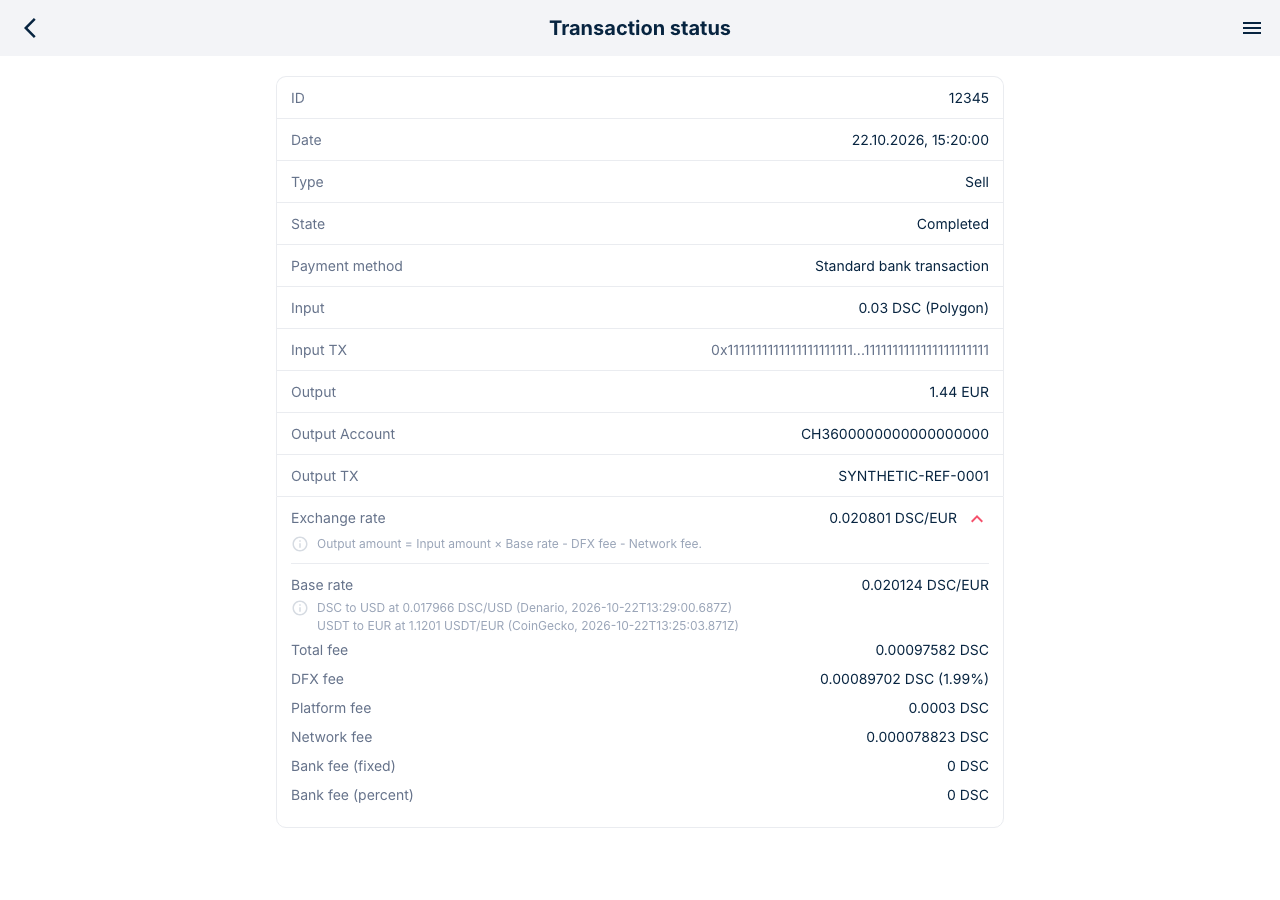 Transaction status
ID 12345
Date 22.10.2026, 15:20:00
Type Sell
State Completed
Payment method Standard bank transaction
Input 0.03 DSC (Polygon)
Input TX 0x1111111111111111111111...1111111111111111111111
Output 1.44 EUR
Output Account CH3600000000000000000
Output TX SYNTHETIC-REF-0001
Exchange rate 0.020801 DSC/EUR
Output amount = Input amount × Base rate - DFX fee - Network fee.
Base rate 0.020124 DSC/EUR
DSC to USD at 0.017966 DSC/USD (Denario, 2026-10-22T13:29:00.687Z)
USDT to EUR at 1.1201 USDT/EUR (CoinGecko, 2026-10-22T13:25:03.871Z)
Total fee 0.00097582 DSC
DFX fee 0.00089702 DSC (1.99%)
Platform fee 0.0003 DSC
Network fee 0.000078823 DSC
Bank fee (fixed) 0 DSC
Bank fee (percent) 0 DSC